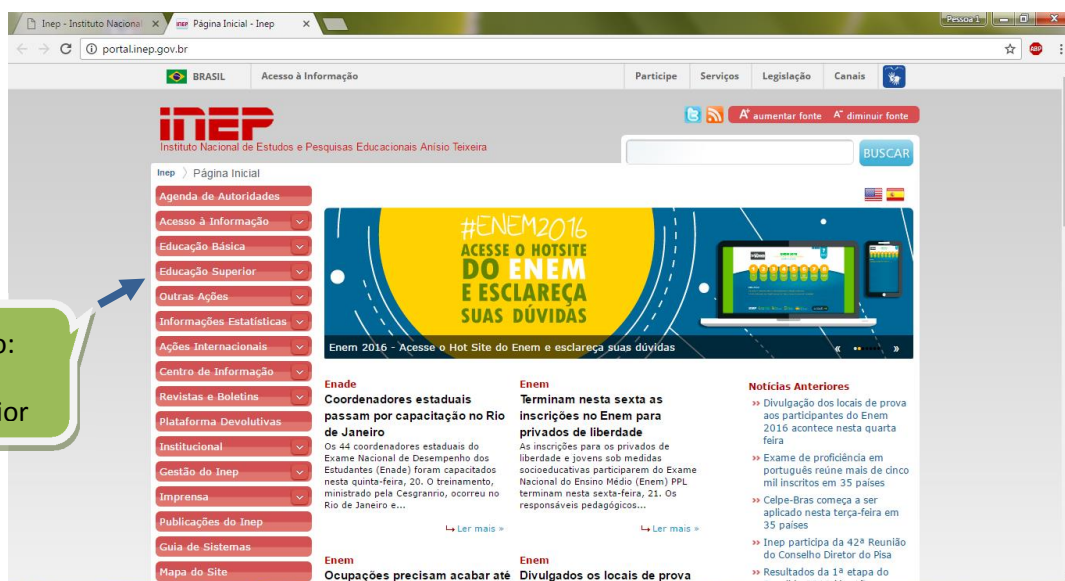 Inep - Instituto Nacional
Página Inicial - Inep
Pessoa 1
portal.inep.gov.br
ABP
BRASIL
Acesso à Informação
Participe
Serviços
Legislação
Canais
inep
Instituto Nacional de Estudos e Pesquisas Educacionais Anísio Teixeira
A+ aumentar fonte A- diminuir fonte
BUSCAR
Inep > Página Inicial
Agenda de Autoridades
Acesso à Informação
Educação Básica
Educação Superior
Outras Ações
Informações Estatísticas
Ações Internacionais
Centro de Informação
Revistas e Boletins
Plataforma Devolutivas
Institucional
Gestão do Inep
Imprensa
Publicações do Inep
Guia de Sistemas
Mapa do Site
o:
ior
#ENEM2016
ACESSE O HOTSITE
DO ENEM
E ESCLAREÇA
SUAS DÚVIDAS
Enem 2016 - Acesse o Hot Site do Enem e esclareça suas dúvidas
« »
Enade
Coordenadores estaduais
passam por capacitação no Rio
de Janeiro
Os 44 coordenadores estaduais do
Exame Nacional de Desempenho dos
Estudantes (Enade) foram capacitados
nesta quinta-feira, 20. O treinamento,
ministrado pela Cesgranrio, ocorreu no
Rio de Janeiro e...
Ler mais »
Enem
Terminam nesta sexta as
inscrições no Enem para
privados de liberdade
As inscrições para os privados de
liberdade e jovens sob medidas
socioeducativas participarem do Exame
Nacional do Ensino Médio (Enem) PPL
terminam nesta sexta-feira, 21. Os
responsáveis pedagógicos...
Ler mais »
Notícias Anteriores
» Divulgação dos locais de prova
aos participantes do Enem
2016 acontece nesta quarta
feira
» Exame de proficiência em
português reúne mais de cinco
mil inscritos em 35 países
» Celpe-Bras começa a ser
aplicado nesta terça-feira em
35 países
» Inep participa da 42ª Reunião
do Conselho Diretor do Pisa
» Resultados da 1ª etapa do
Enem
Ocupações precisam acabar até
Enem
Divulgados os locais de prova